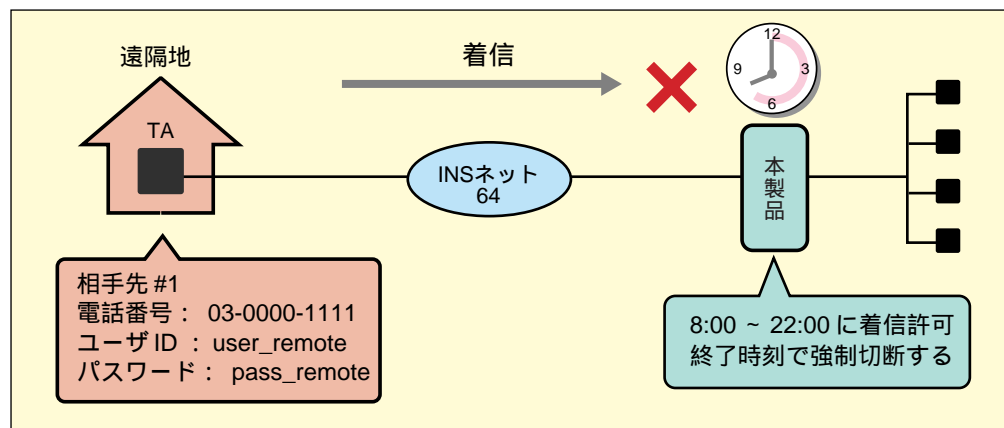 遠隔地
着信
12
9
3
6
TA
INSネット
64
本製品
相手先 #1
電話番号： 03-0000-1111
ユーザ ID ：user_remote
パスワード： pass_remote
8:00 ~ 22:00 に着信許可
終了時刻で強制切断する